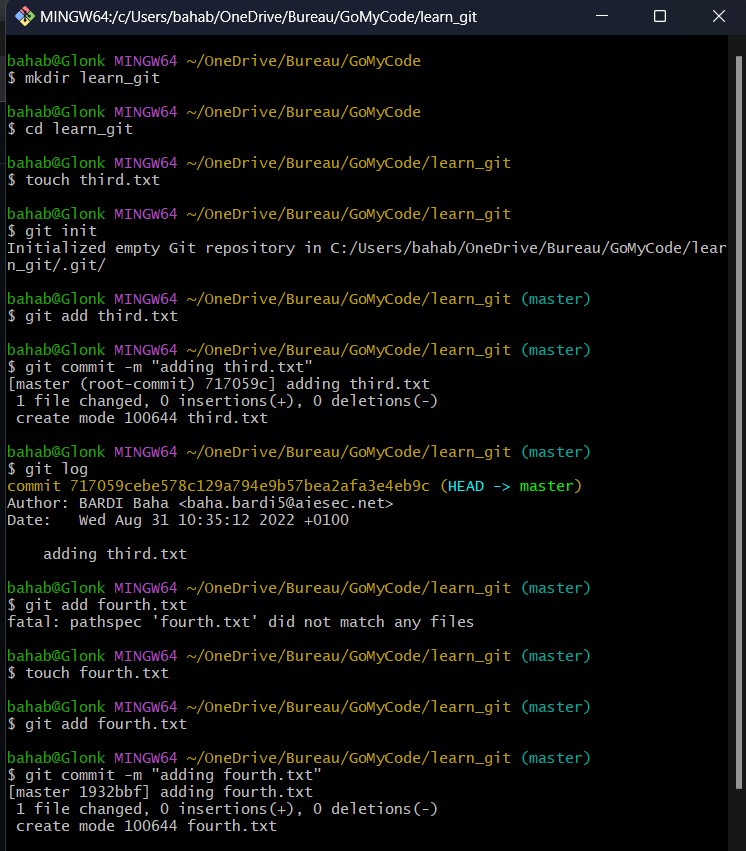 MINGW64:/c/Users/bahab/OneDrive/Bureau/GoMyCode/learn_git
bahab@Glonk MINGW64 ~/OneDrive/Bureau/GoMyCode
$ mkdir learn_git
bahab@Glonk MINGW64 ~/OneDrive/Bureau/GoMyCode
$ cd learn_git
bahab@Glonk MINGW64 ~/OneDrive/Bureau/GoMyCode/learn_git
$ touch third.txt
bahab@Glonk MINGW64 ~/OneDrive/Bureau/GoMyCode/learn_git
$ git init
Initialized empty Git repository in C:/Users/bahab/OneDrive/Bureau/GoMyCode/lear
n_git/.git/
bahab@Glonk MINGW64 ~/OneDrive/Bureau/GoMyCode/learn_git (master)
$ git add third.txt
bahab@Glonk MINGW64 ~/OneDrive/Bureau/GoMyCode/learn_git (master)
$ git commit -m "adding third.txt"
[master (root-commit) 717059c] adding third.txt
 1 file changed, 0 insertions(+), 0 deletions(-)
 create mode 100644 third.txt
bahab@Glonk MINGW64 ~/OneDrive/Bureau/GoMyCode/learn_git (master)
$ git log
commit 717059cebe578c129a794e9b57bea2afa3e4eb9c (HEAD -> master)
Author: BARDI Baha <baha.bardi5@aiesec.net>
Date:   Wed Aug 31 10:35:12 2022 +0100
    adding third.txt
bahab@Glonk MINGW64 ~/OneDrive/Bureau/GoMyCode/learn_git (master)
$ git add fourth.txt
fatal: pathspec 'fourth.txt' did not match any files
bahab@Glonk MINGW64 ~/OneDrive/Bureau/GoMyCode/learn_git (master)
$ touch fourth.txt
bahab@Glonk MINGW64 ~/OneDrive/Bureau/GoMyCode/learn_git (master)
$ git add fourth.txt
bahab@Glonk MINGW64 ~/OneDrive/Bureau/GoMyCode/learn_git (master)
$ git commit -m "adding fourth.txt"
[master 1932bbf] adding fourth.txt
 1 file changed, 0 insertions(+), 0 deletions(-)
 create mode 100644 fourth.txt